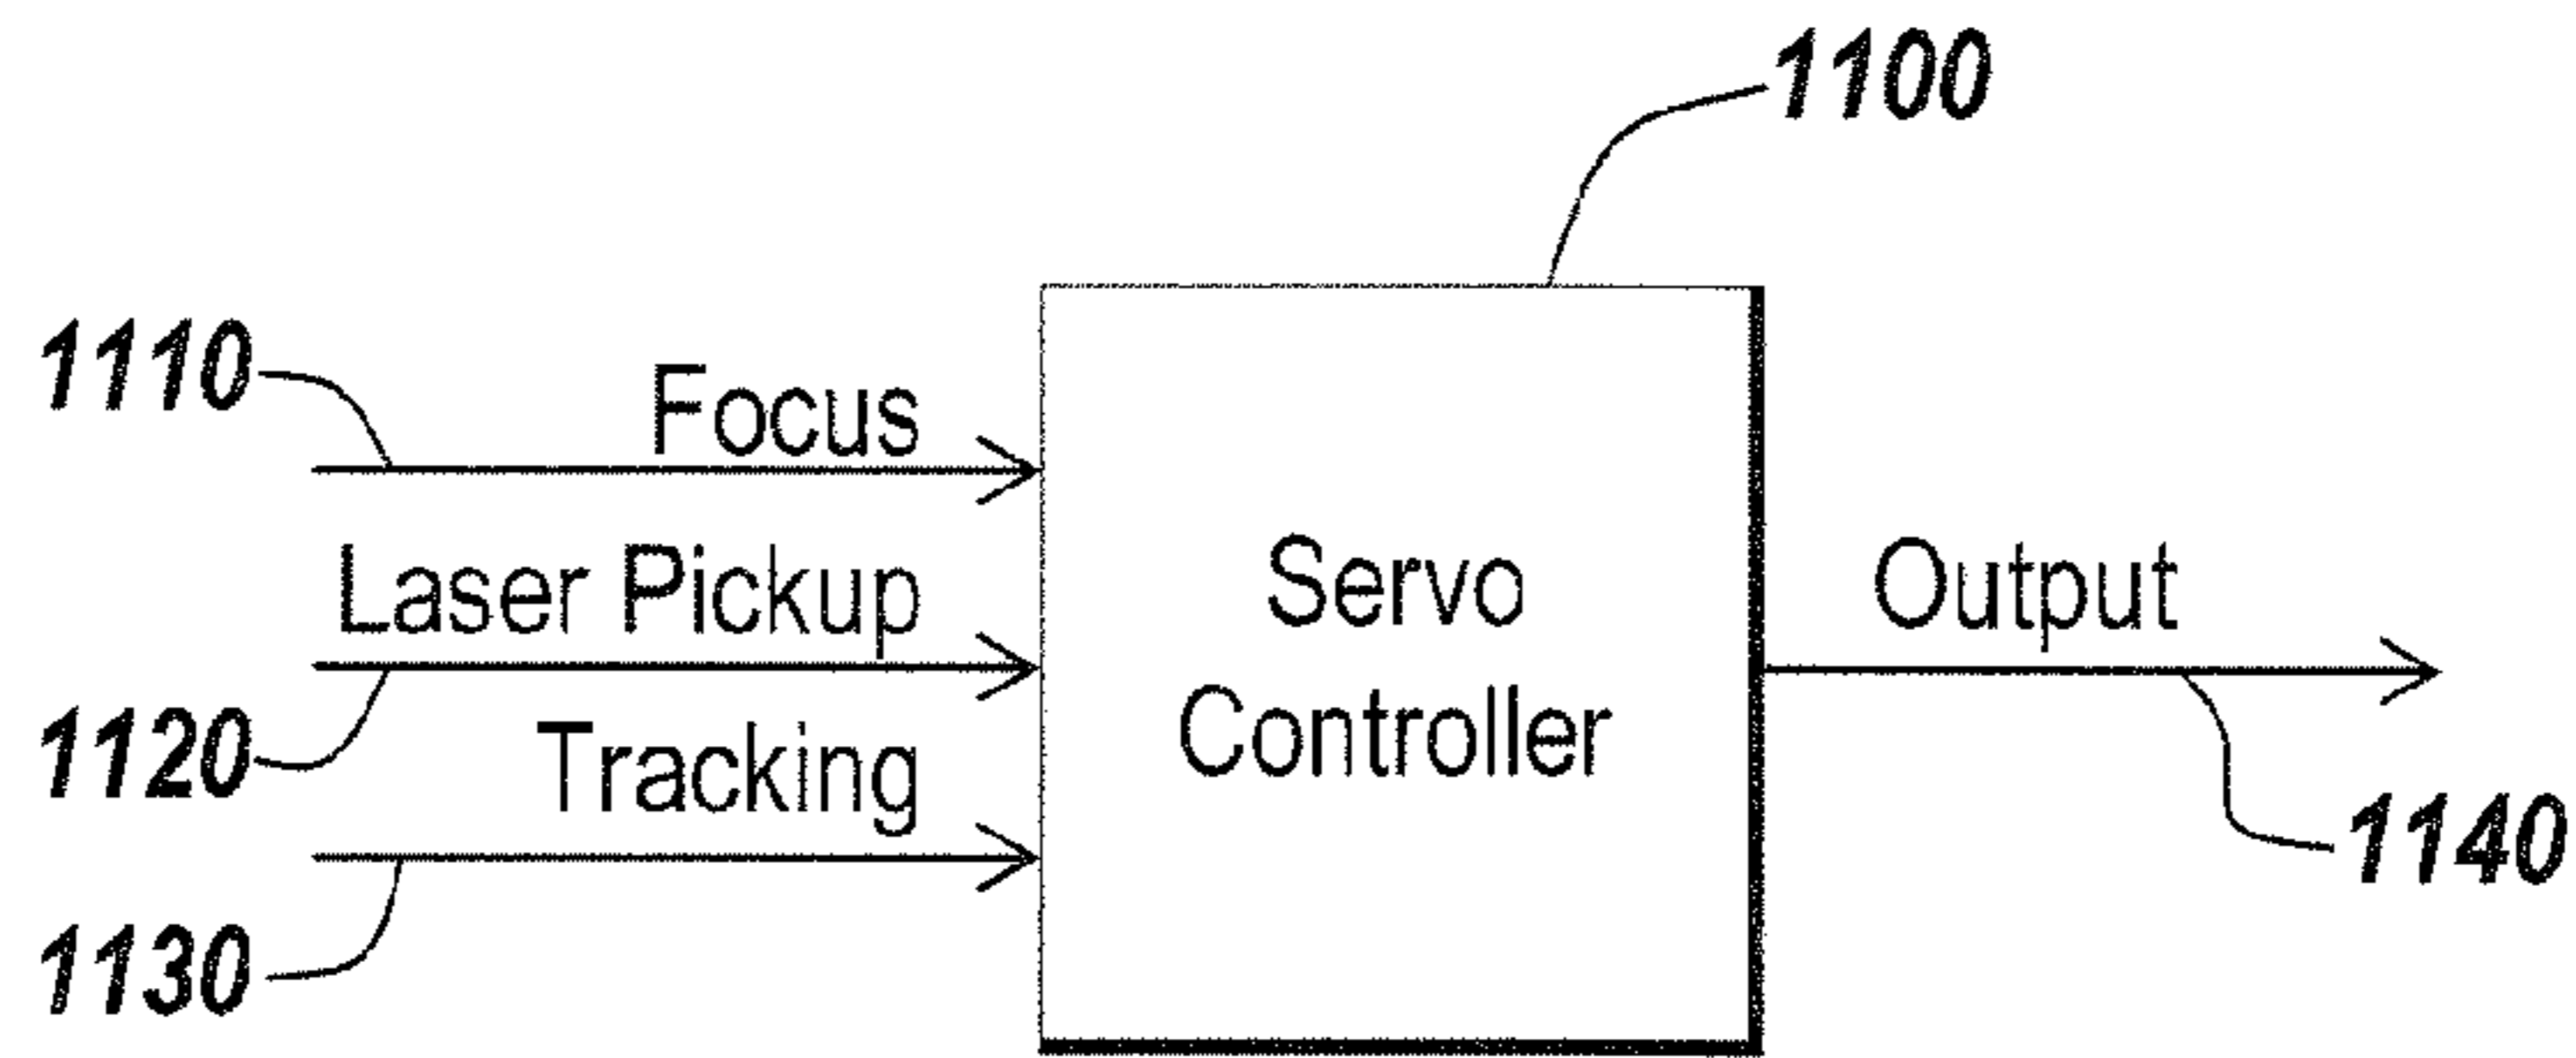 1100
1110
Focus
Laser Pickup
Servo
Controller
Output
1120
Tracking
1130
1140